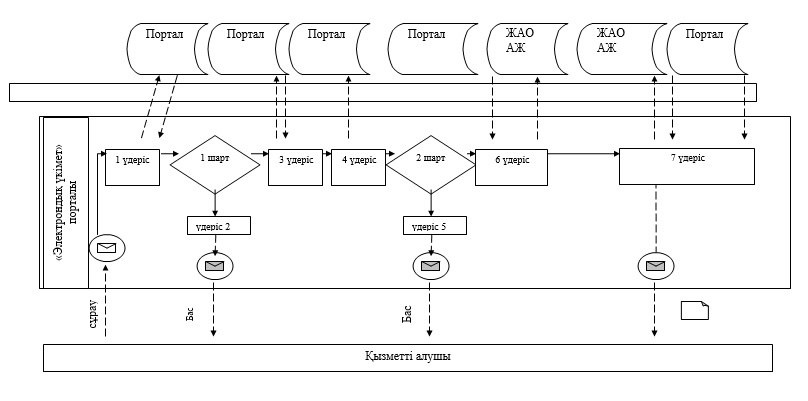 Портал
Портал
Портал
Портал
ЖАО
АЖ
ЖАО
АЖ
Портал
«Электрондық үкімет»
порталы
1 үдеріс
1 шарт
3 үдеріс
4 үдеріс
2 шарт
6 үдеріс
7 үдеріс
үдеріс 2
үдеріс 5
сұрау
Бас
Бас
Қызметті алушы